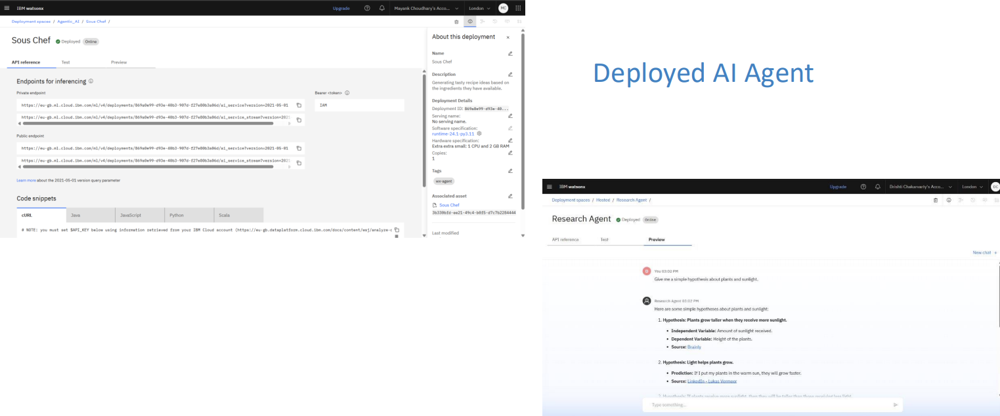 IBM watsonx
Upgrade
Mayank Choudhary's Acco...
London
MC
Deployment spaces / Agentic_AI / Sous Chef /
Sous Chef
Deployed
Online
API reference
Test
Preview
Endpoints for inferencing
Private endpoint
https://eu-gb.ml.cloud.ibm.com/ml/v4/deployments/869a0e99-d93e-40b3-907d-f27e80b3a06d/ai_service?version=2021-05-01
https://eu-gb.ml.cloud.ibm.com/ml/v4/deployments/869a0e99-d93e-40b3-907d-f27e80b3a06d/ai_service_stream?version=2021
Bearer <token>
IAM
Public endpoint
https://eu-gb.ml.cloud.ibm.com/ml/v4/deployments/869a0e99-d93e-40b3-907d-f27e80b3a06d/ai_service?version=2021-05-01
https://eu-gb.ml.cloud.ibm.com/ml/v4/deployments/869a0e99-d93e-40b3-907d-f27e80b3a06d/ai_service_stream?version=2021
Learn more about the 2021-05-01 version query parameter
Code snippets
cURL
Java
JavaScript
Python
Scala
# NOTE: you must set $API_KEY below using information retrieved from your IBM Cloud account (https://eu-gb.dataplatform.cloud.ibm.com/docs/content/wsj/analyze-d
About this deployment
Name
Sous Chef
Description
Generating tasty recipe ideas based on
the ingredients they have available.
Deployment Details
Deployment ID: 869a0e99-d93e-40...
Serving name:
No serving name.
Software specification:
runtime-24.1-py3.11
Hardware specification:
Extra extra small: 1 CPU and 2 GB RAM
Copies:
1
Tags
wx-agent
Associated asset
Sous Chef
3b330bfd-ee21-49c4-b0f5-d7c7b2284444
Last modified
Deployed AI Agent
IBM watsonx
Upgrade
Drishti Chakarvarty's Acco...
London
DC
Deployment spaces / Hosted / Research Agent /
Research Agent
Deployed
Online
API reference
Test
Preview
New chat +
D
You 03:02 PM
Give me a simple hypothesis about plants and sunlight.
Research Agent 03:02 PM
Here are some simple hypotheses about plants and sunlight:
1. Hypothesis: Plants grow taller when they receive more sunlight.
• Independent Variable: Amount of sunlight received.
• Dependent Variable: Height of the plants.
• Source: Brainly
2. Hypothesis: Light helps plants grow.
• Prediction: If I put my plants in the warm sun, they will grow faster.
• Source: LinkedIn - Lukas Vermeer
3. Hypothesis: If plants receive more sunlight, then they will be taller than those receiving less light.
Type something...